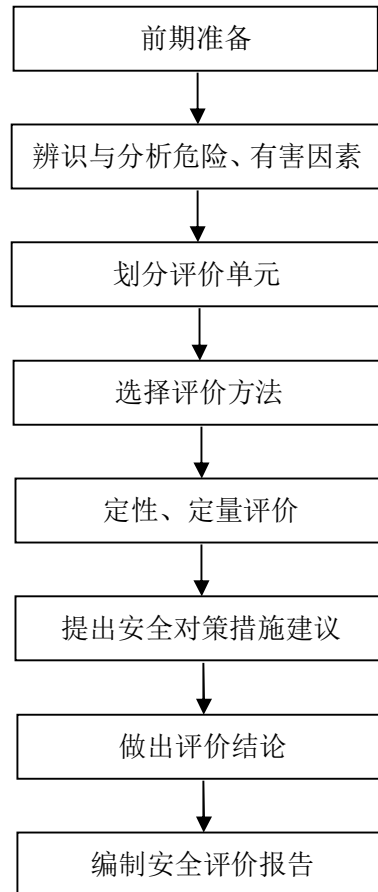 前期准备
辨识与分析危险、有害因素
划分评价单元
选择评价方法
定性、定量评价
提出安全对策措施建议
做出评价结论
编制安全评价报告